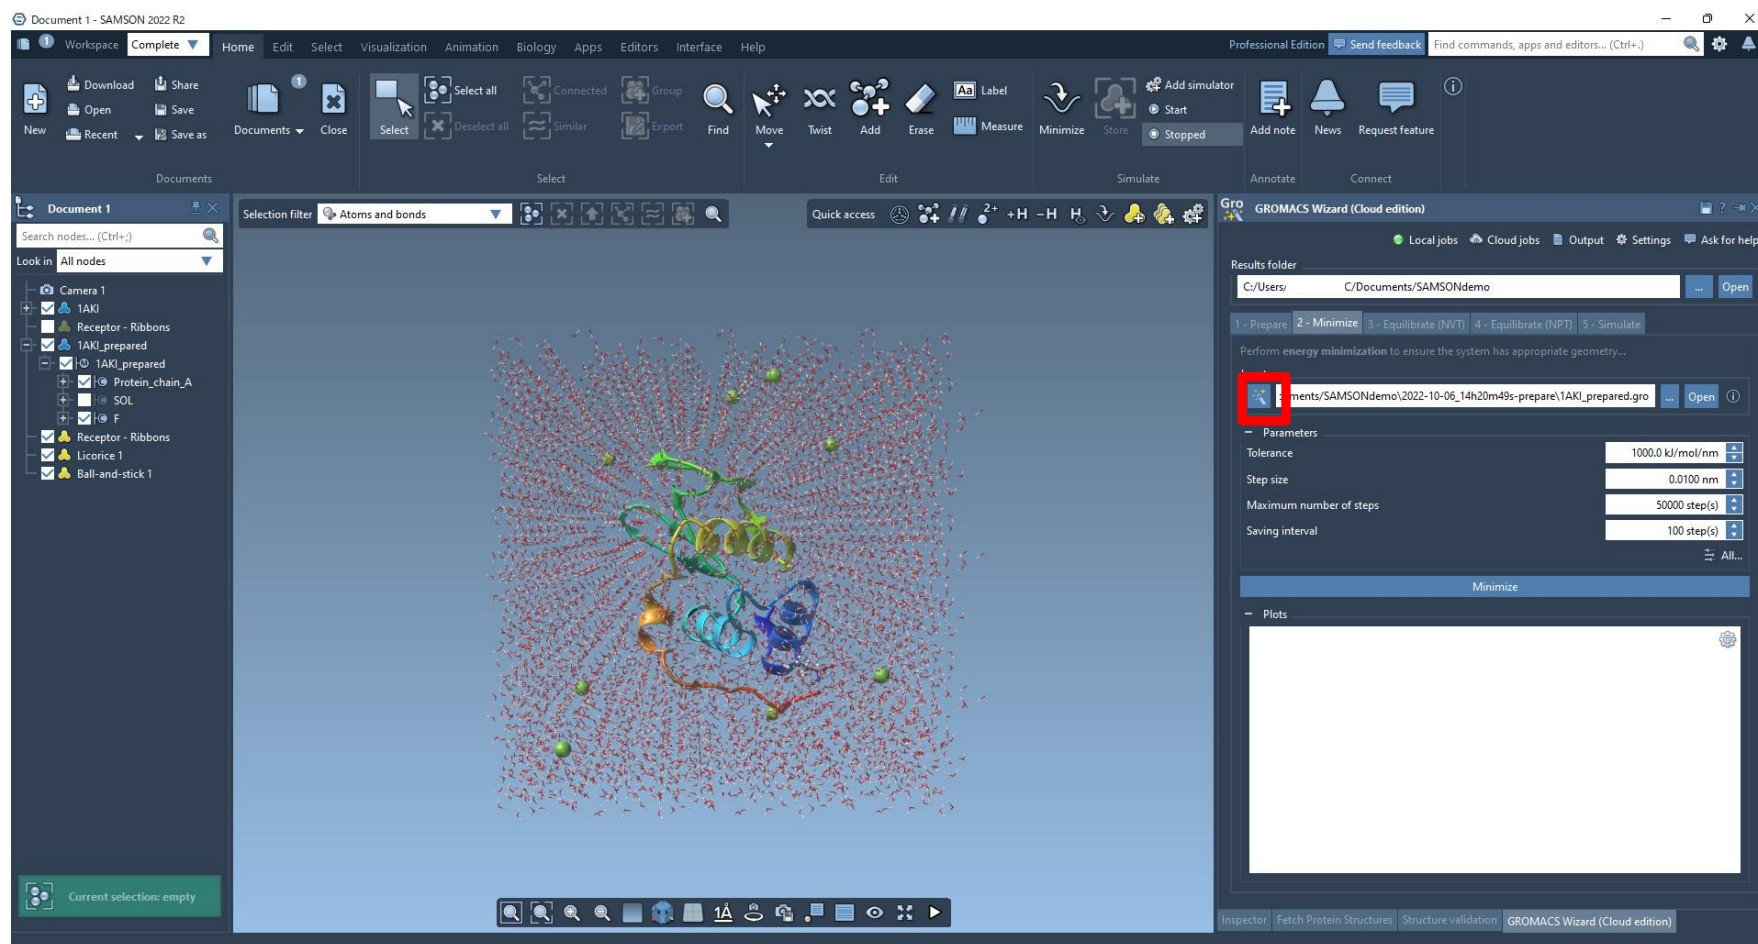 Document 1 - SAMSON 2022 R2
1 Workspace Complete Home Edit Select Visualization Animation Biology Apps Editors Interface Help Professional Edition Send feedback Find commands, apps and editors... (Ctrl+.)
Download Share 1 Select all Connected Group Aa Label Add simulator
Open Save Start
New Recent Save as Documents Close Select Deselect all Similar Export Find Move Twist Add Erase Measure Minimize Store Stopped Add note News Request feature
Documents Select Edit Simulate Annotate Connect
Document 1
Search nodes... (Ctrl+;)
Look in All nodes
Camera 1
1AKI
Receptor - Ribbons
1AKI_prepared
1AKI_prepared
Protein_chain_A
SOL
F
Receptor - Ribbons
Licorice 1
Ball-and-stick 1
Current selection: empty
Selection filter Atoms and bonds Quick access 2+ +H -H H
1Å
Gro GROMACS Wizard (Cloud edition) ?
Local jobs Cloud jobs Output Settings Ask for help
Results folder
C:/Users/ C/Documents/SAMSONdemo ... Open
1 - Prepare 2 - Minimize 3 - Equilibrate (NVT) 4 - Equilibrate (NPT) 5 - Simulate
Perform energy minimization to ensure the system has appropriate geometry...
ments/SAMSONdemo\2022-10-06_14h20m49s-prepare\1AKI_prepared.gro ... Open
Parameters
Tolerance 1000.0 kJ/mol/nm
Step size 0.0100 nm
Maximum number of steps 50000 step(s)
Saving interval 100 step(s)
All...
Minimize
Plots
Inspector Fetch Protein Structures Structure validation GROMACS Wizard (Cloud edition)